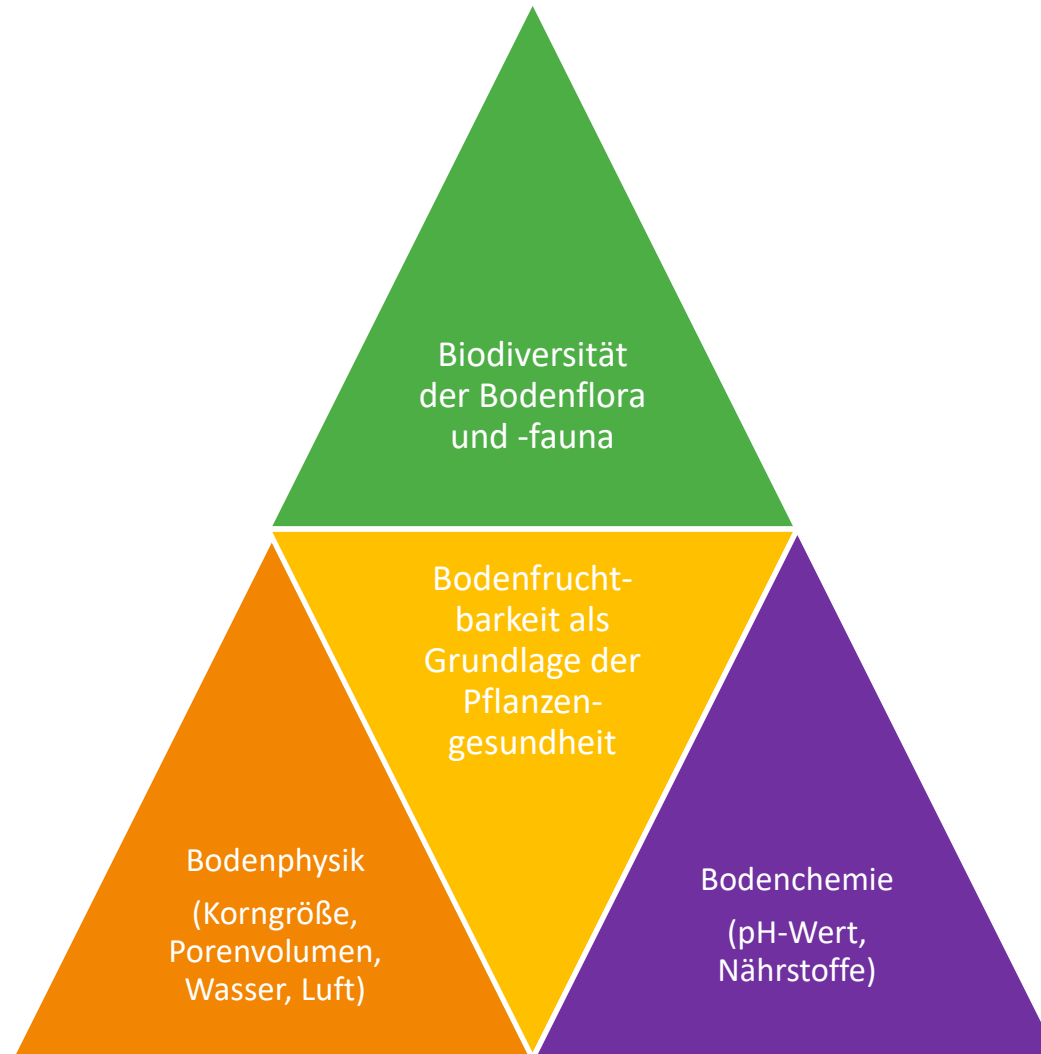 Biodiversität
der Bodenflora
und -fauna
Bodenfrucht-
barkeit als
Grundlage der
Pflanzen-
gesundheit
Bodenphysik
(Korngröße,
Porenvolumen,
Wasser, Luft)
Bodenchemie
(pH-Wert,
Nährstoffe)